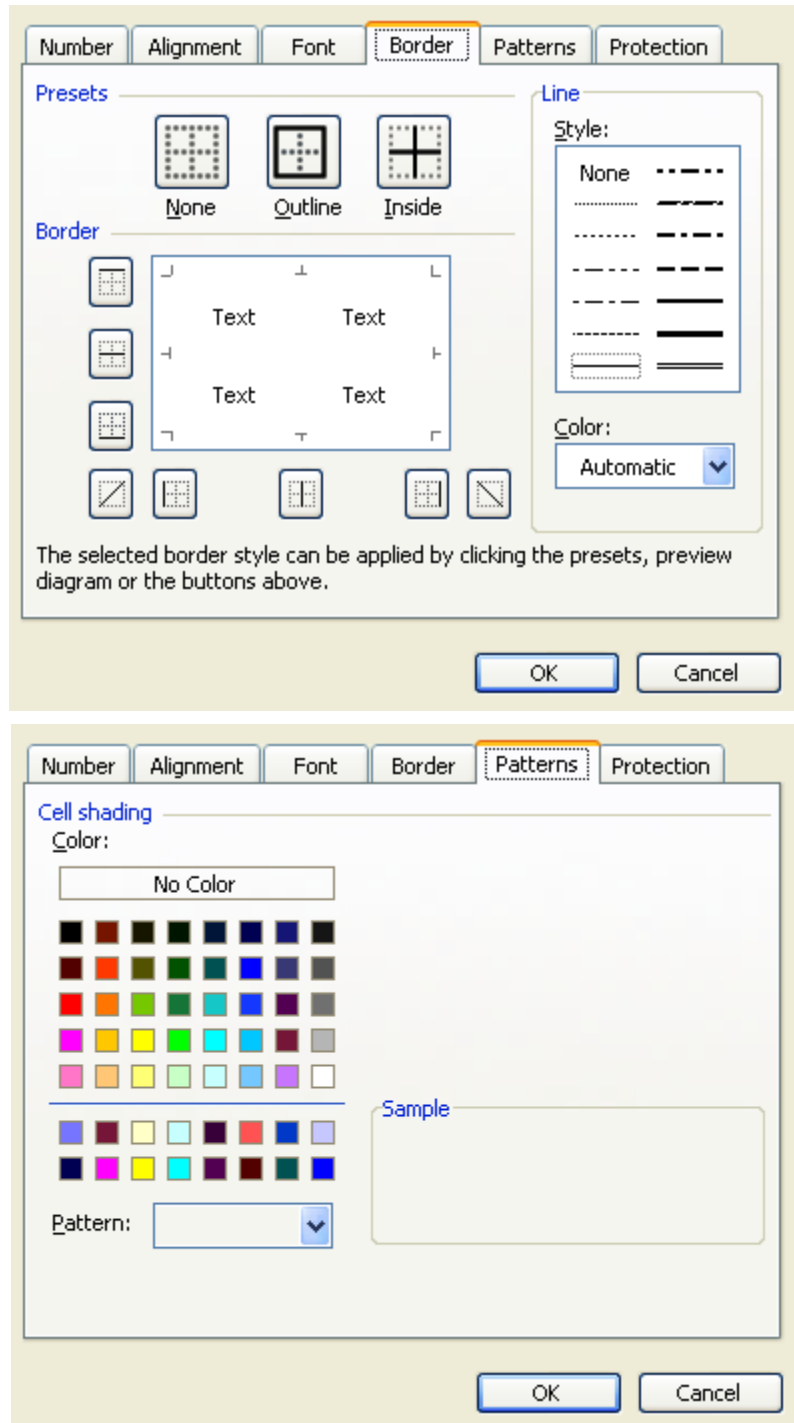 Number Alignment Font Border Patterns Protection
Presets
Line
Style:
None
None Outline Inside
Border
Text Text
Text Text
Color:
Automatic
The selected border style can be applied by clicking the presets, preview
diagram or the buttons above.
OK Cancel
Number Alignment Font Border Patterns Protection
Cell shading
Color:
No Color
Sample
Pattern:
OK Cancel